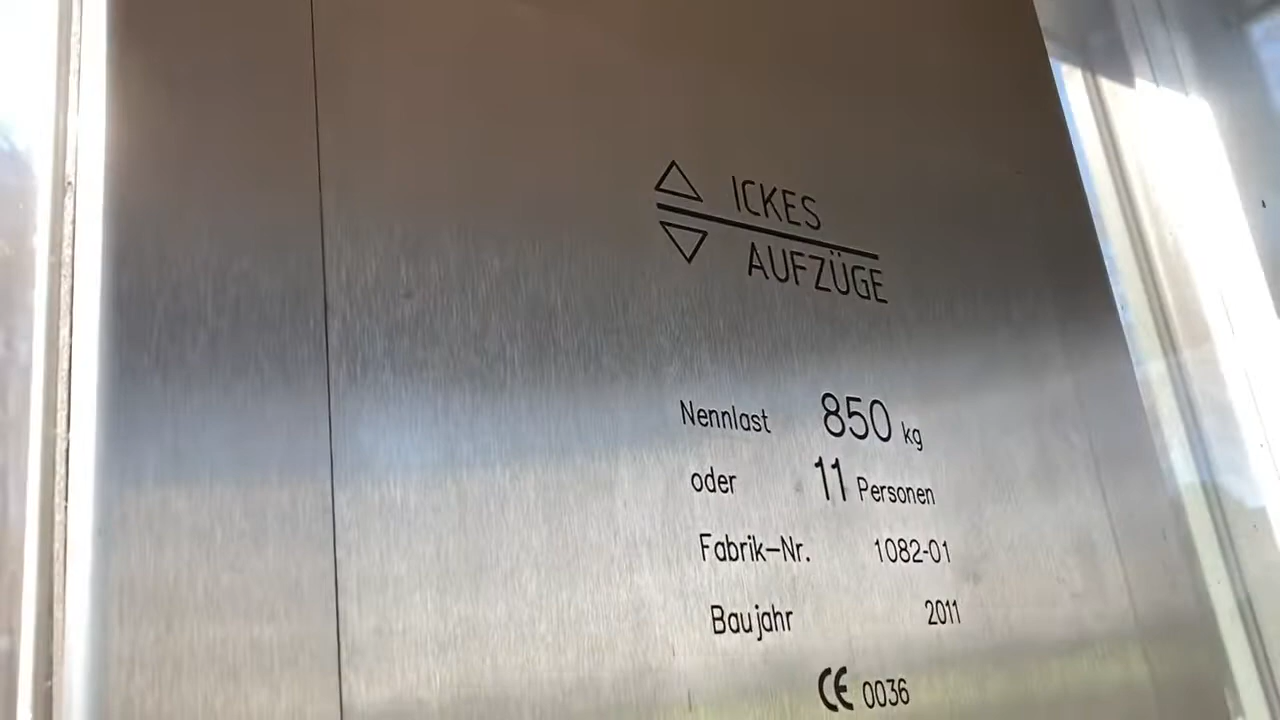 ICKES
AUFZÜGE
Nennlast 850 kg
oder 11 Personen
Fabrik-Nr. 1082-01
Baujahr 2011
CE 0036